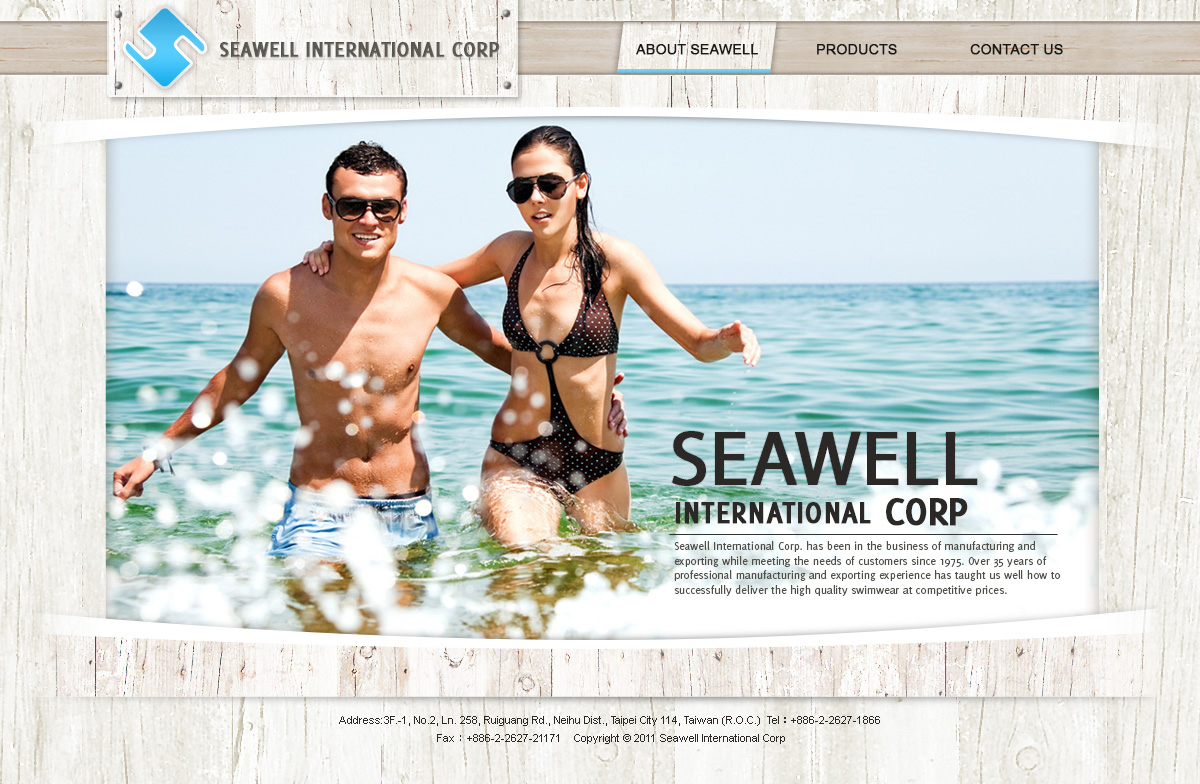 SEAWELL INTERNATIONAL CORP
ABOUT SEAWELL
PRODUCTS
CONTACT US
SEAWELL
INTERNATIONAL CORP
Seawell International Corp. has been in the business of manufacturing and
exporting while meeting the needs of customers since 1975. Over 35 years of
professional manufacturing and exporting experience has taught us well how to
successfully deliver the high quality swimwear at competitive prices.
Address:3F.-1, No.2, Ln. 258, Ruiguang Rd., Neihu Dist., Taipei City 114, Taiwan (R.O.C.) Tel：+886-2-2627-1866
Fax：+886-2-2627-21171 Copyright © 2011 Seawell International Corp